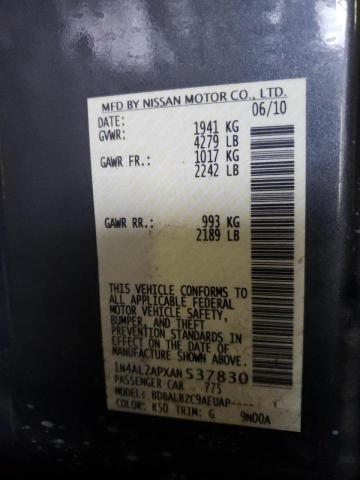 MFD BY NISSAN MOTOR CO., LTD.
DATE: 06/10
GVWR: 1941 KG
4279 LB
GAWR FR.: 1017 KG
2242 LB
GAWR RR.: 993 KG
2189 LB
THIS VEHICLE CONFORMS TO
ALL APPLICABLE FEDERAL
MOTOR VEHICLE SAFETY,
BUMPER, AND THEFT
PREVENTION STANDARDS
IN EFFECT ON THE DATE OF
MANUFACTURE SHOWN ABOVE.
1N4AL2APXAN537830
PASSENGER CAR 775
MODEL: BDBALBZC9AEUAP----
COLOR: K50 TRIM: G 9N00A